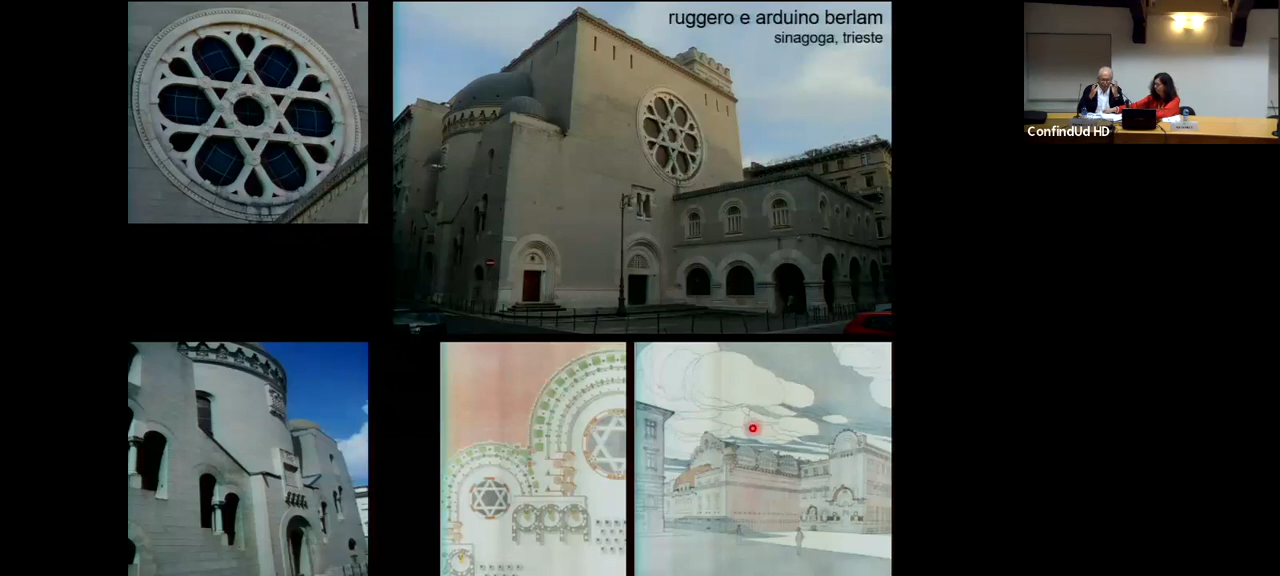 ruggero e arduino berlam
sinagoga, trieste
ConfindUd HD